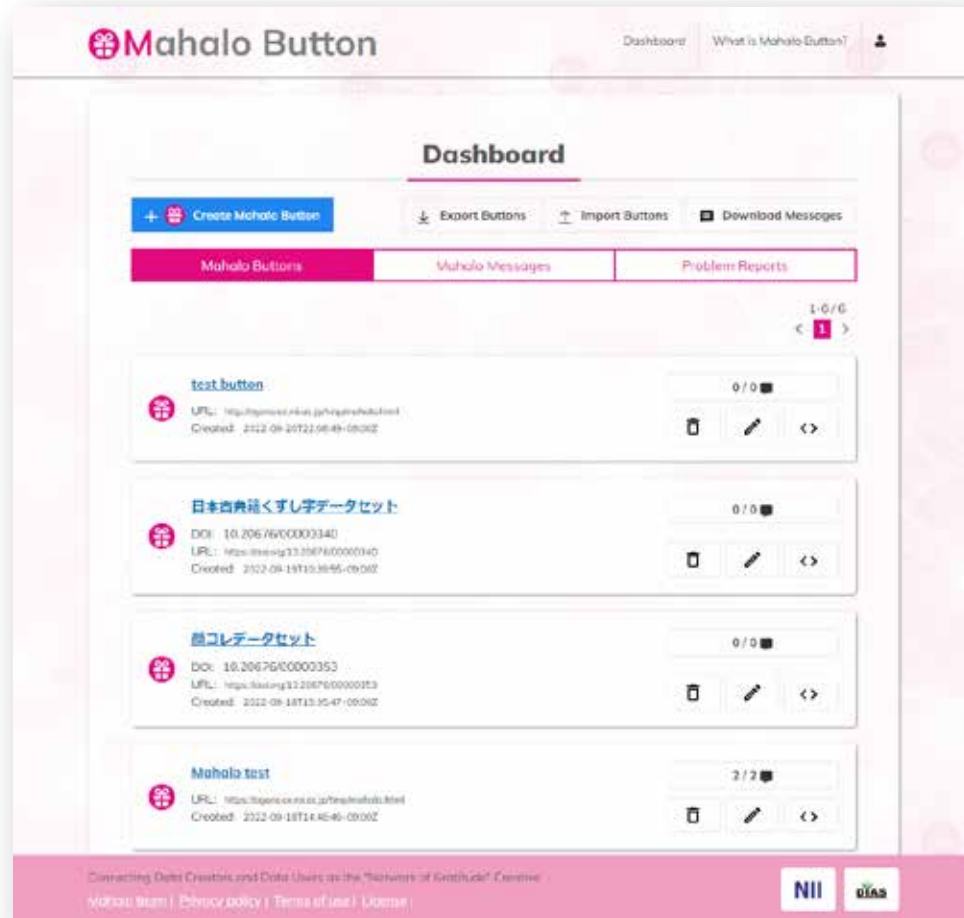 Mahalo Button
Dashboard What is Mahalo Button?
Dashboard
+ Create Mahalo Button Export Buttons Import Buttons Download Messages
Mahalo Buttons Mahalo Messages Problem Reports
1-6/6
< 1 >
test button
0/0
URL:
Created:
日本古典籍くずし字データセット
0/0
DOI: 10.20676/00000340
URL:
Created:
顔コレデータセット
0/0
DOI: 10.20676/00000353
URL:
Created:
Mahalo test
2/2
URL:
Created:
Connecting Data Creators and Data Users as the "Network of Gratitude"
Mahalo team | Privacy policy | Terms of use | License |
NII DIAS